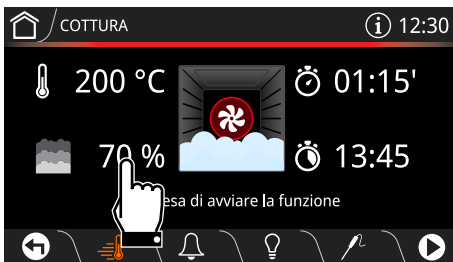 COTTURA
i 12:30
200 °C
01:15'
70 %
13:45
esa di avviare la funzione